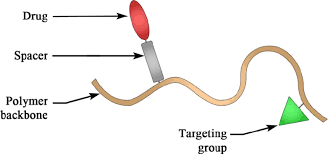 Drug
Spacer
Polymer
backbone
Targeting
group